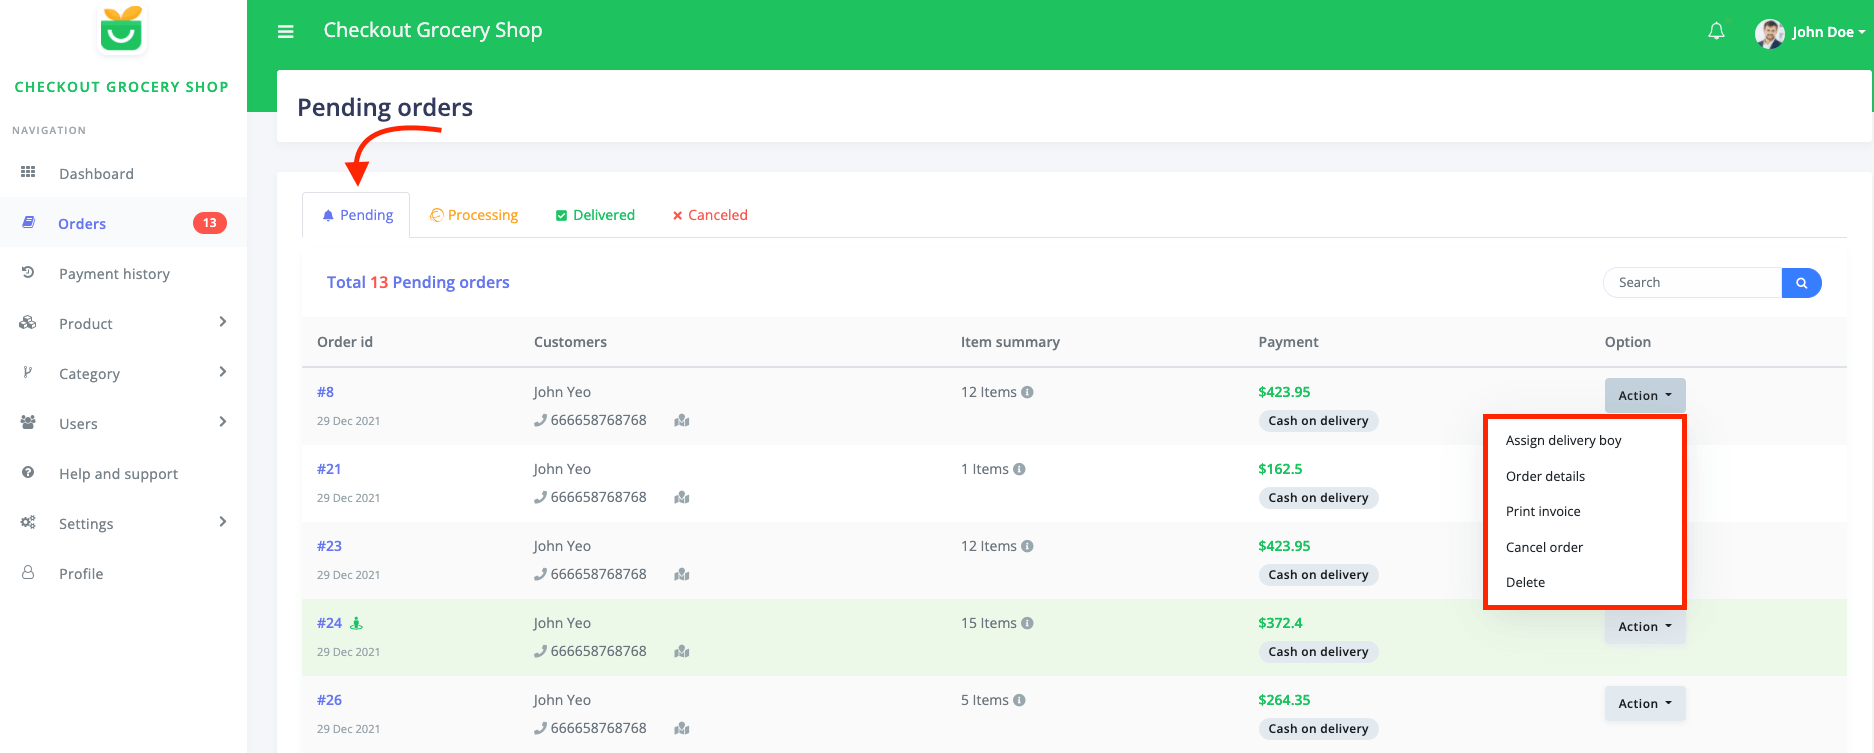 Checkout Grocery Shop
John Doe
CHECKOUT GROCERY SHOP
NAVIGATION
Dashboard
Orders 13
Payment history
Product
Category
Users
Help and support
Settings
Profile
Pending orders
Pending Processing Delivered Canceled
Total 13 Pending orders
Search
Order id Customers Item summary Payment Option
#8 John Yeo 12 Items $423.95 Action
29 Dec 2021 666658768768 Cash on delivery
Assign delivery boy
Order details
Print invoice
Cancel order
Delete
#21 John Yeo 1 Items $162.5
29 Dec 2021 666658768768 Cash on delivery
#23 John Yeo 12 Items $423.95
29 Dec 2021 666658768768 Cash on delivery
#24 John Yeo 15 Items $372.4 Action
29 Dec 2021 666658768768 Cash on delivery
#26 John Yeo 5 Items $264.35 Action
29 Dec 2021 666658768768 Cash on delivery